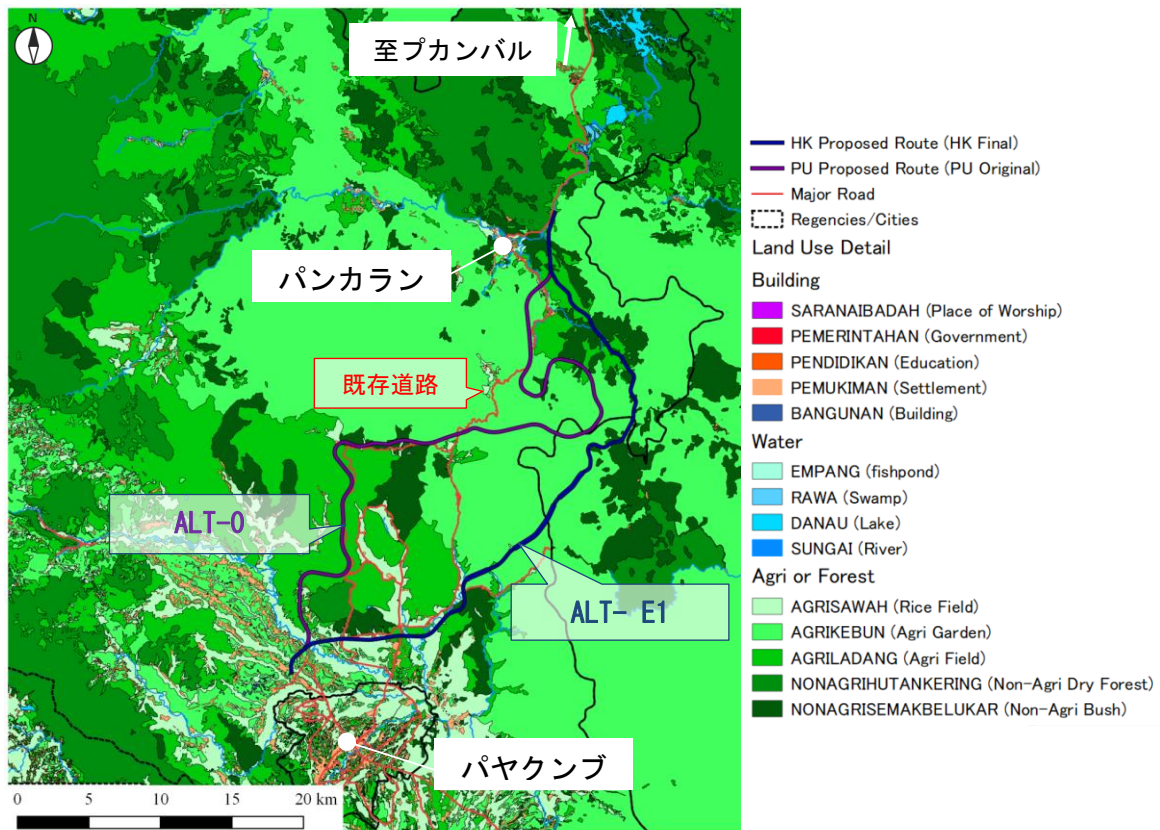 N
至プカンバル
パンカラン
既存道路
ALT-0
ALT- E1
パヤクンブ
0 5 10 15 20 km
HK Proposed Route (HK Final)
PU Proposed Route (PU Original)
Major Road
Regencies/Cities
Land Use Detail
Building
SARANAIBADAH (Place of Worship)
PEMERINTAHAN (Government)
PENDIDIKAN (Education)
PEMUKIMAN (Settlement)
BANGUNAN (Building)
Water
EMPANG (fishpond)
RAWA (Swamp)
DANAU (Lake)
SUNGAI (River)
Agri or Forest
AGRISAWAH (Rice Field)
AGRIKEBUN (Agri Garden)
AGRILADANG (Agri Field)
NONAGRIHUTANKERING (Non-Agri Dry Forest)
NONAGRISEMAKBELUKAR (Non-Agri Bush)